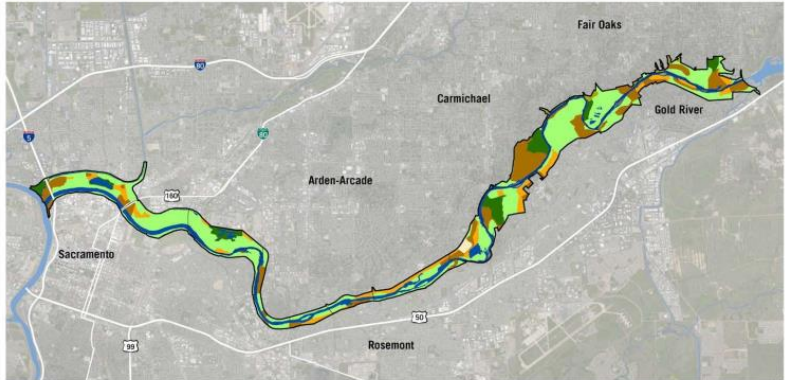 Fair Oaks
80
Carmichael
Gold River
5
80
Arden-Arcade
160
Sacramento
50
Rosemont
99